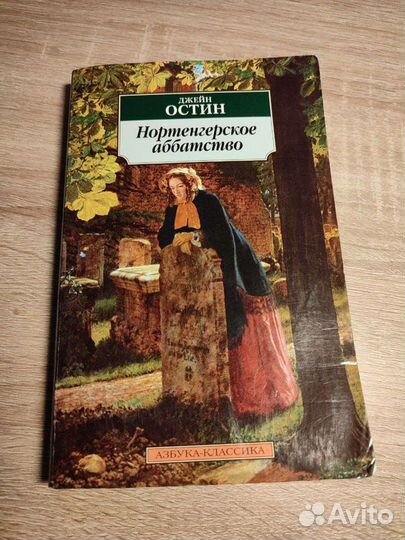 ДЖЕЙН
ОСТИН
Нортенгерское
аббатство
АЗБУКА-КЛАССИКА
Avito